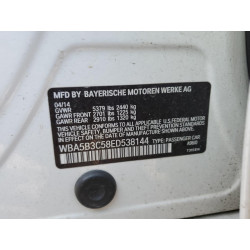 MFD BY BAYERISCHE MOTOREN WERKE AG
04/14
GVWR 5379 lbs 2440 kg
GAWR FRONT 2701 lbs 1225 kg
GAWR REAR 2910 lbs 1320 kg
THIS VEHICLE CONFORMS TO ALL APPLICABLE FEDERAL MOTOR
VEHICLE SAFETY, BUMPER AND THEFT PREVENTION
STANDARDS IN EFFECT ON THE DATE OF MANUFACTURE SHOWN ABOVE
WBA5B3C58ED538144 TYPE: PASSENGER CAR